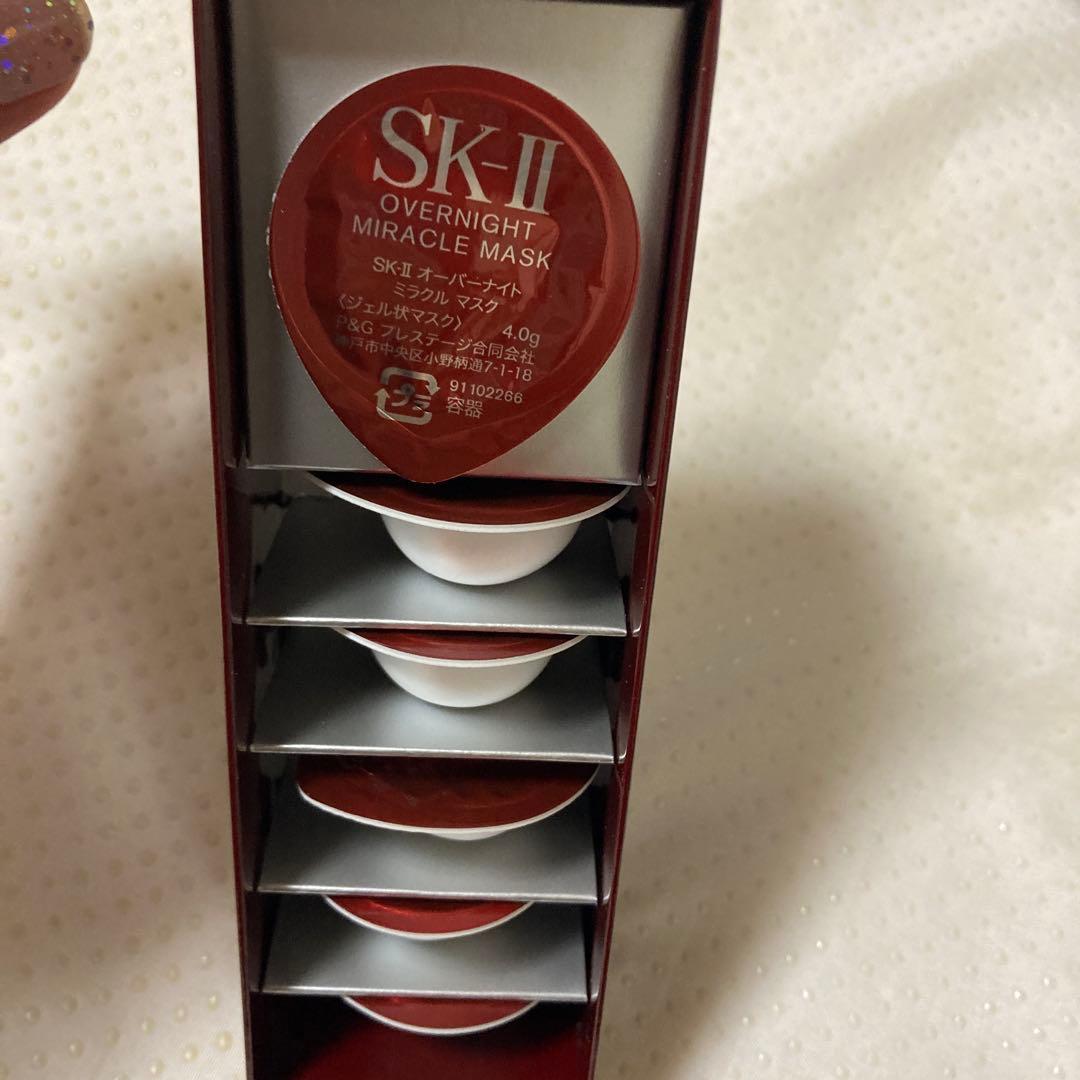 SK-II
OVERNIGHT
MIRACLE MASK
SK-II オーバーナイト
ミラクル マスク
〈ジェル状マスク〉 4.0g
P&G プレステージ合同会社
神戸市中央区小野柄通7-1-18
91102266
プラ 容器